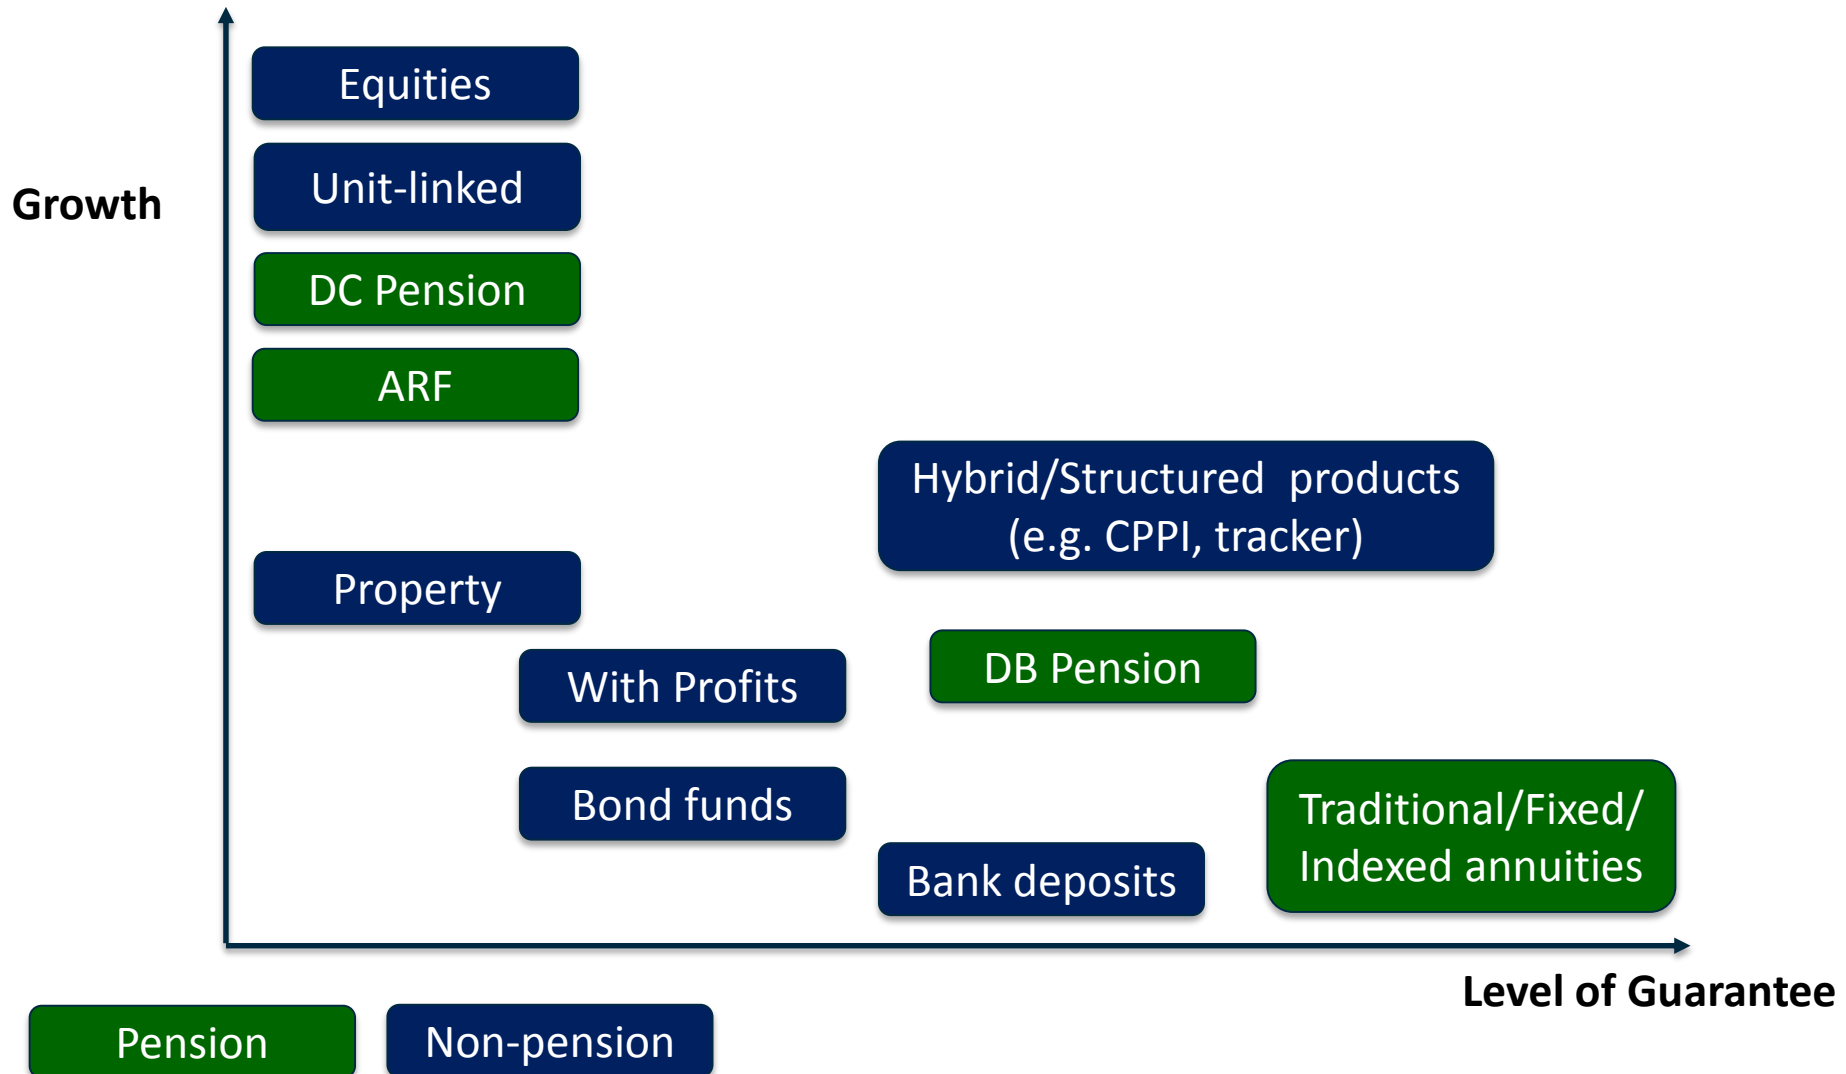 Equities
Unit-linked
Growth
DC Pension
ARF
Hybrid/Structured products
(e.g. CPPI, tracker)
Property
DB Pension
With Profits
Bond funds
Traditional/Fixed/
Indexed annuities
Bank deposits
Level of Guarantee
Pension
Non-pension